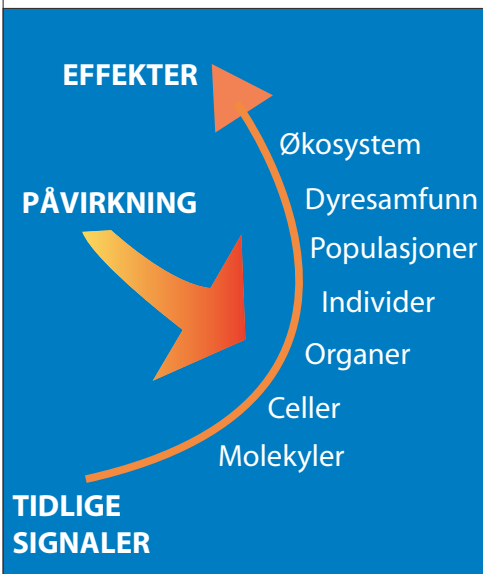 EFFEKTER
Økosystem
PÅVIRKNING
Dyresamfunn
Populasjoner
Individer
Organer
Celler
Molekyler
TIDLIGE
SIGNALER